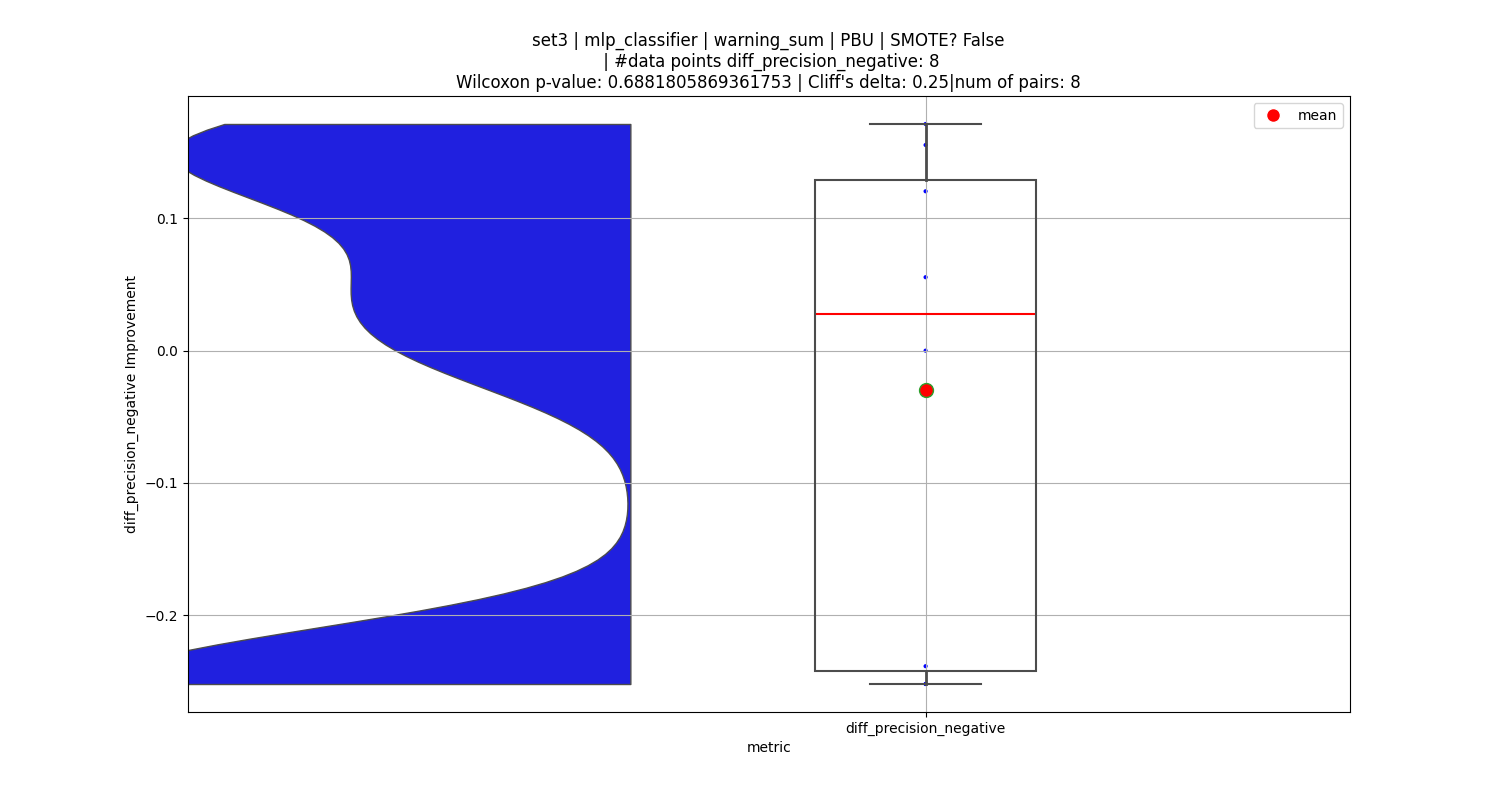 set3 | mlp_classifier | warning_sum | PBU | SMOTE? False
| #data points diff_precision_negative: 8
Wilcoxon p-value: 0.6881805869361753 | Cliff's delta: 0.25|num of pairs: 8
mean
0.1
0.0
−0.1
−0.2
diff_precision_negative Improvement
diff_precision_negative
metric